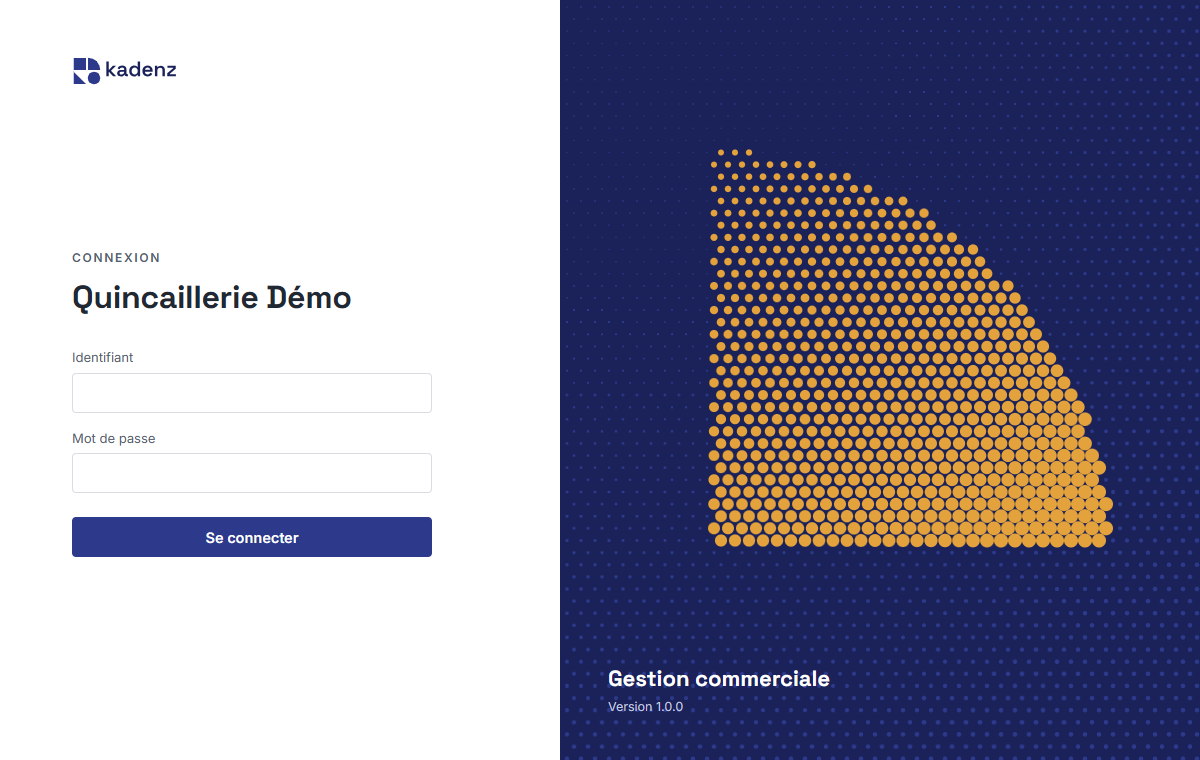 kadenz
CONNEXION
Quincaillerie Démo
Identifiant
Mot de passe
Se connecter
Gestion commerciale
Version 1.0.0